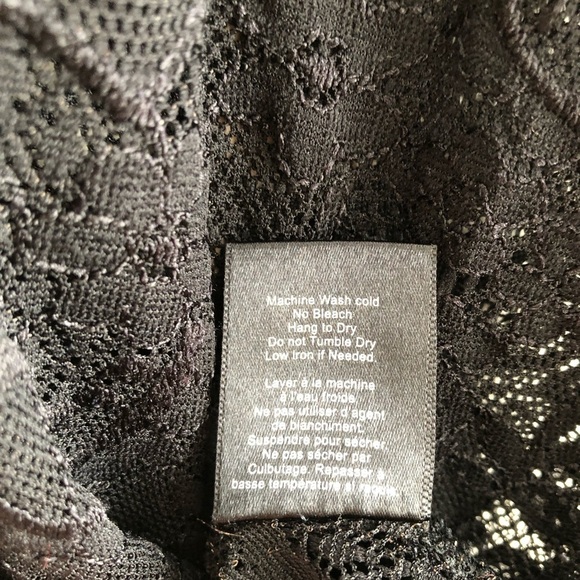 Machine Wash cold
No Bleach
Hang to Dry
Do not Tumble Dry
Low Iron if Needed.
Laver à la machine
à l'eau froide.
Ne pas utiliser d'agent
de blanchiment.
Suspendre pour sécher.
Ne pas sécher par
Culbutage. Repasser à
basse température si